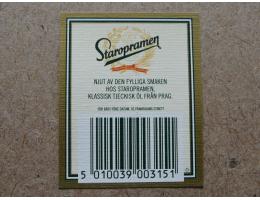 Staropramen
NJUT AV DEN FYLLIGA SMAKEN
HOS STAROPRAMEN,
KLASSISK TJECKISK ÖL FRÅN PRAG.
5 010039 003151